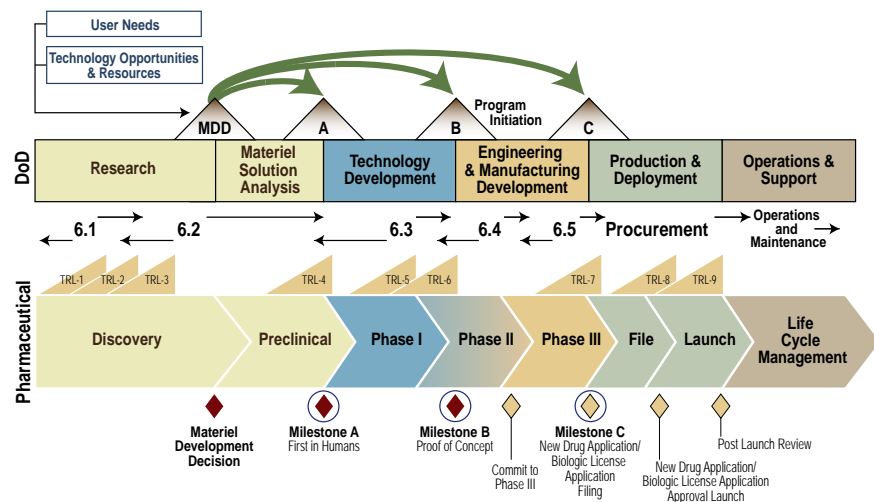 User Needs
Technology Opportunities
& Resources
MDD
A
B
Program
Initiation
C
DoD
Research
Materiel
Solution
Analysis
Technology
Development
Engineering
& Manufacturing
Development
Production &
Deployment
Operations &
Support
6.1
6.2
6.3
6.4
6.5
Procurement
Operations
and
Maintenance
TRL-1
TRL-2
TRL-3
TRL-4
TRL-5
TRL-6
TRL-7
TRL-8
TRL-9
Pharmaceutical
Discovery
Preclinical
Phase I
Phase II
Phase III
File
Launch
Life
Cycle
Management
Materiel
Development
Decision
Milestone A
First in Humans
Milestone B
Proof of Concept
Commit to
Phase III
Milestone C
New Drug Application/
Biologic License
Application
Filing
New Drug Application/
Biologic License Application
Approval Launch
Post Launch Review